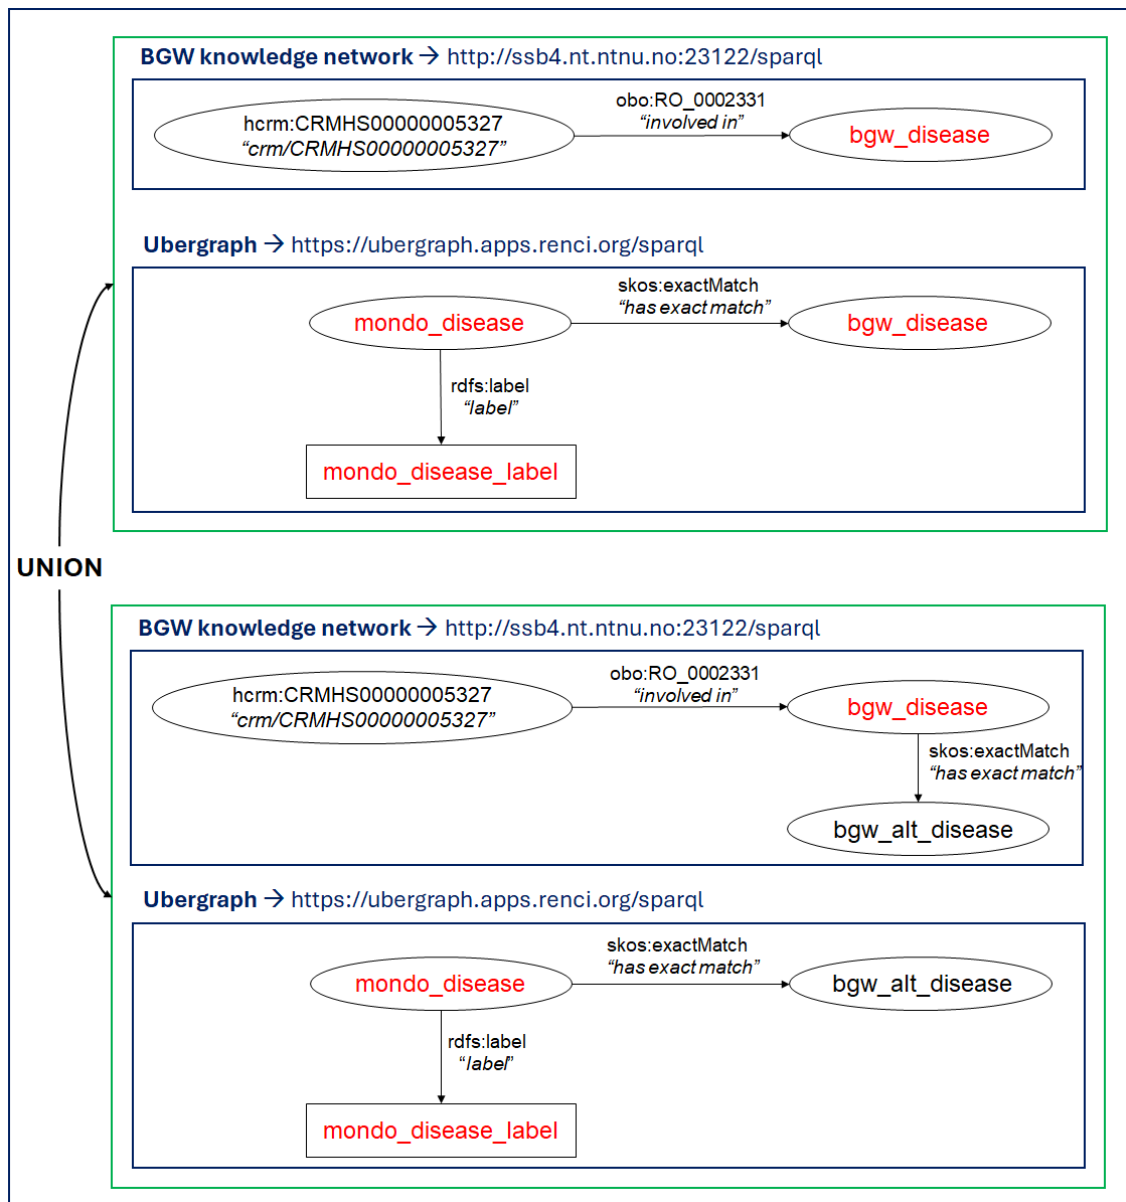 BGW knowledge network → http://ssb4.nt.ntnu.no:23122/sparql
obo:RO_0002331
“involved in”
hcrm:CRMHS00000005327
“crm/CRMHS00000005327”
bgw_disease
Ubergraph → https://ubergraph.apps.renci.org/sparql
skos:exactMatch
“has exact match”
mondo_disease
bgw_disease
rdfs:label
“label”
mondo_disease_label
UNION
BGW knowledge network → http://ssb4.nt.ntnu.no:23122/sparql
obo:RO_0002331
“involved in”
hcrm:CRMHS00000005327
“crm/CRMHS00000005327”
bgw_disease
skos:exactMatch
“has exact match”
bgw_alt_disease
Ubergraph → https://ubergraph.apps.renci.org/sparql
skos:exactMatch
“has exact match”
mondo_disease
bgw_alt_disease
rdfs:label
“label”
mondo_disease_label